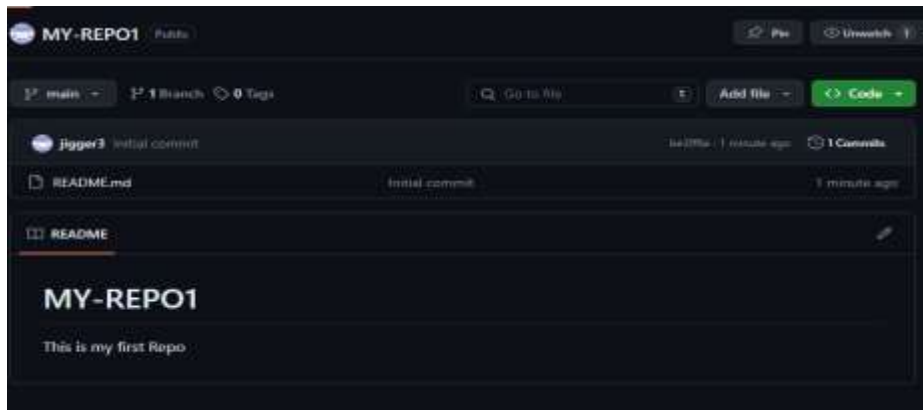 MY-REPO1 Public
Pin
Unwatch 1
main
1 Branch
0 Tags
Go to file
t
Add file
Code
jigger3 Initial commit
1 minute ago
1 Commits
README.md
Initial commit
1 minute ago
README
MY-REPO1
This is my first Repo